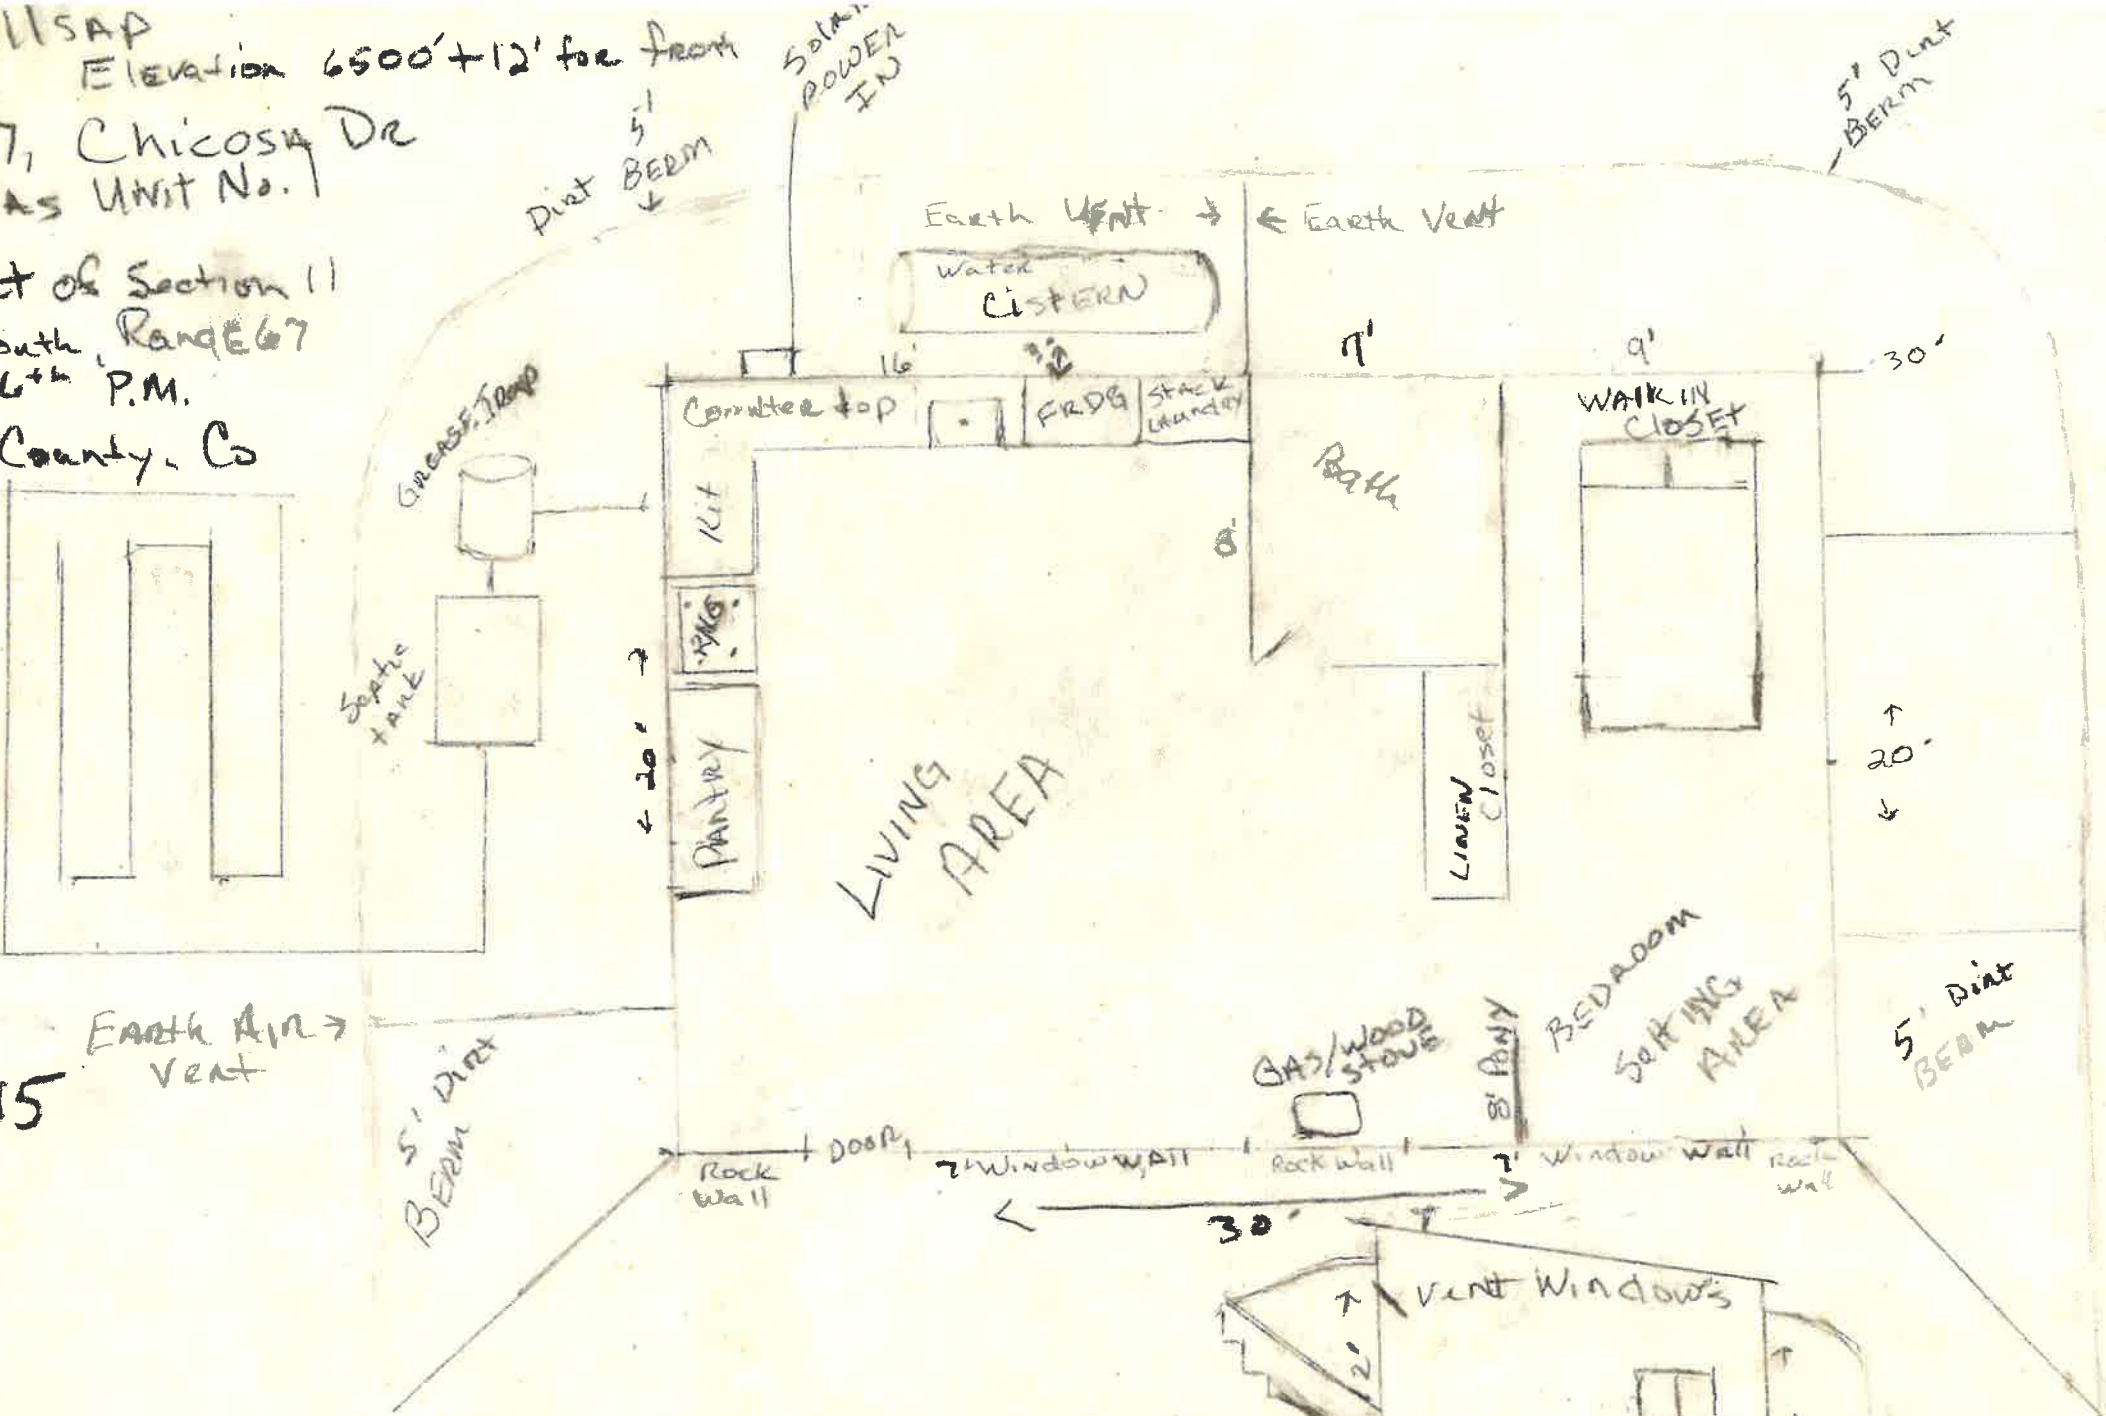 llSAP
Elevation 6500'+12' for from
7, Chicosa Dr
As Unit No. 1
t of Section 11
outh, Range 67
6th P.M.
County, Co
Solar
POWER
IN
5'
BERM
Dirt
5' Dirt
BERM
Earth Vent
Earth Vent
Water
CISTERN
16'
7'
9'
30'
Counter top
FRDG
Stack
Laundry
WALK IN
CLOSET
GREASE TRAP
Kit
Bath
8'
RNG
Septic
tank
20'
PANTRY
LIVING
AREA
LINEN
Closet
20'
BEDROOM
Sitting
AREA
EARTH AIR
Vent
15
5' Dirt
BERM
GAS/WOOD
STOVE
8' PONY
5' Dirt
BERM
Rock
Wall
DOOR
7' Window WAll
Rock Wall
7'
Window Wall
Rock
Wall
30'
Vent Windows
2'